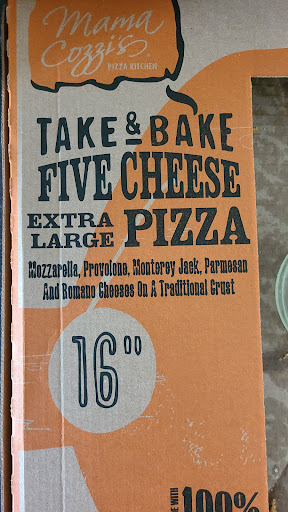 Mama
Cozzi's
PIZZA KITCHEN
TAKE & BAKE
FIVE CHEESE
EXTRA LARGE PIZZA
Mozzarella, Provolone, Monterey Jack, Parmesan
And Romano Cheeses On A Traditional Crust
16"
WITH
100%